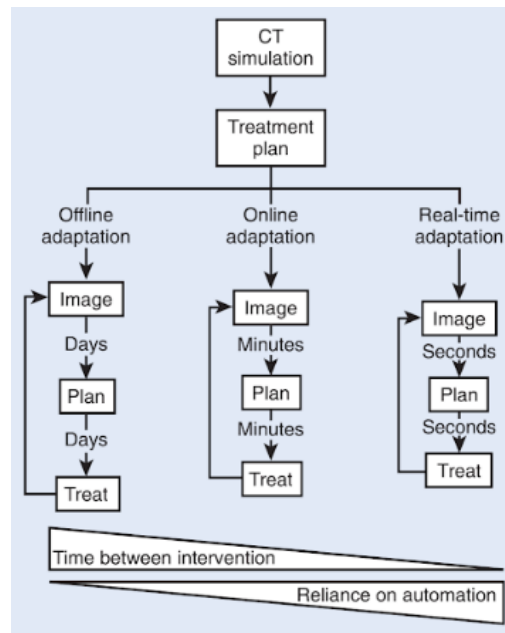 CT
simulation
Treatment
plan
Offline
adaptation
Online
adaptation
Real-time
adaptation
Image
Days
Plan
Days
Treat
Image
Minutes
Plan
Minutes
Treat
Image
Seconds
Plan
Seconds
Treat
Time between intervention
Reliance on automation